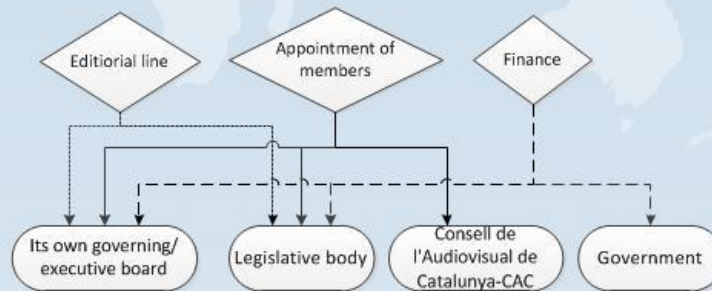 Editiorial line
Appointment of
members
Finance
Its own governing/
executive board
Legislative body
Consell de
l'Audiovisual de
Catalunya-CAC
Government